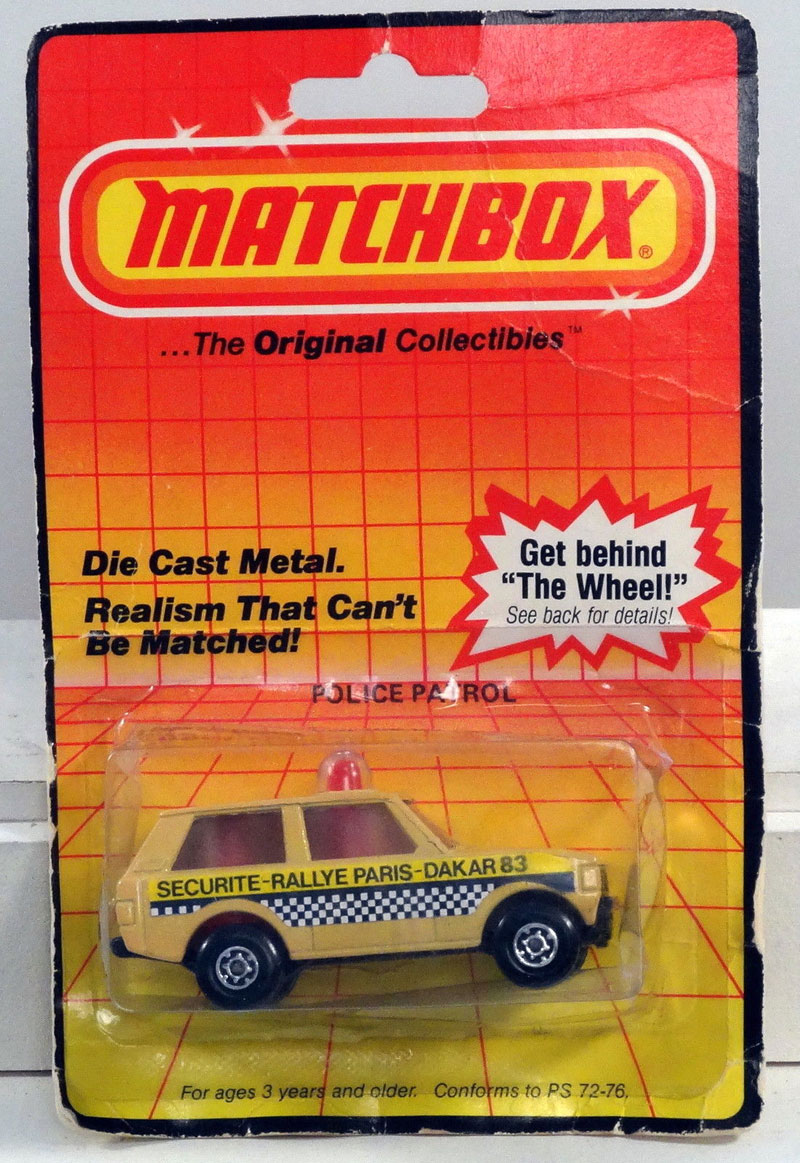 MATCHBOX®
...The Original Collectibles™
Die Cast Metal.
Realism That Can't
Be Matched!
Get behind
“The Wheel!”
See back for details!
POLICE PATROL
SECURITE-RALLYE PARIS-DAKAR 83
For ages 3 years and older. Conforms to PS 72-76.